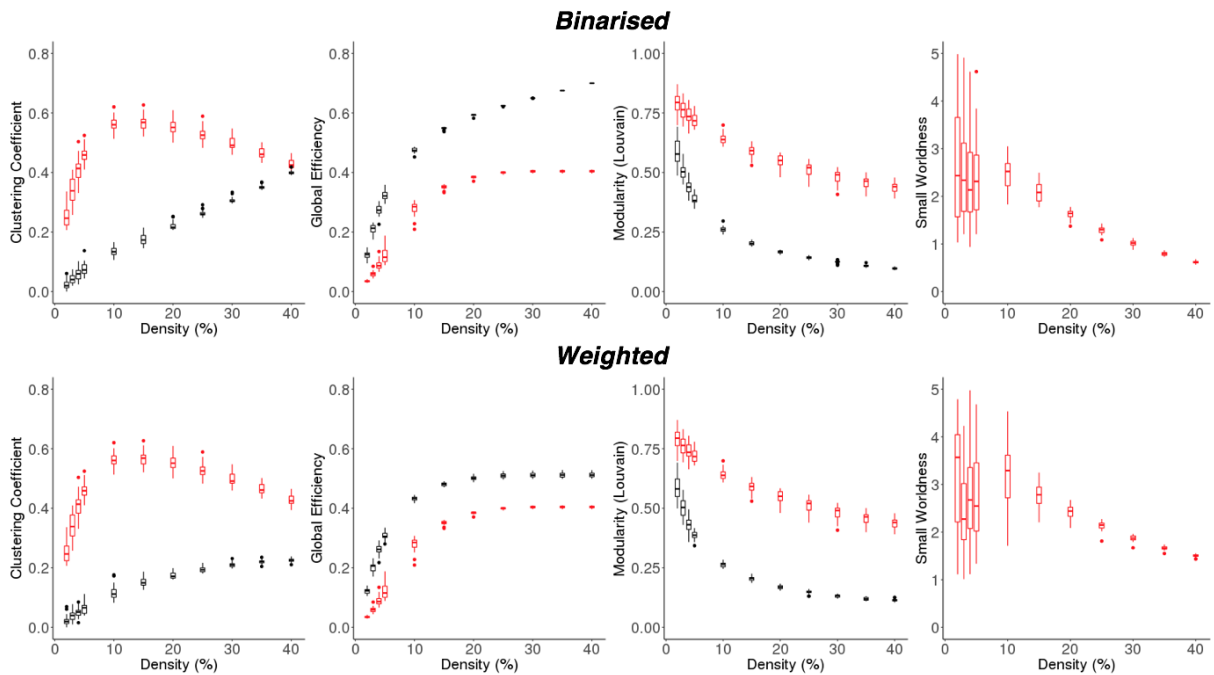 Binarised
Clustering Coefficient
0.8
0.6
0.4
0.2
0.0
0 10 20 30 40
Density (%)
Global Efficiency
0.8
0.6
0.4
0.2
0.0
0 10 20 30 40
Density (%)
Modularity (Louvain)
1.00
0.75
0.50
0.25
0.00
0 10 20 30 40
Density (%)
Small Worldness
5
4
3
2
1
0
0 10 20 30 40
Density (%)
Weighted
Clustering Coefficient
0.8
0.6
0.4
0.2
0.0
0 10 20 30 40
Density (%)
Global Efficiency
0.8
0.6
0.4
0.2
0.0
0 10 20 30 40
Density (%)
Modularity (Louvain)
1.00
0.75
0.50
0.25
0.00
0 10 20 30 40
Density (%)
Small Worldness
5
4
3
2
1
0
0 10 20 30 40
Density (%)